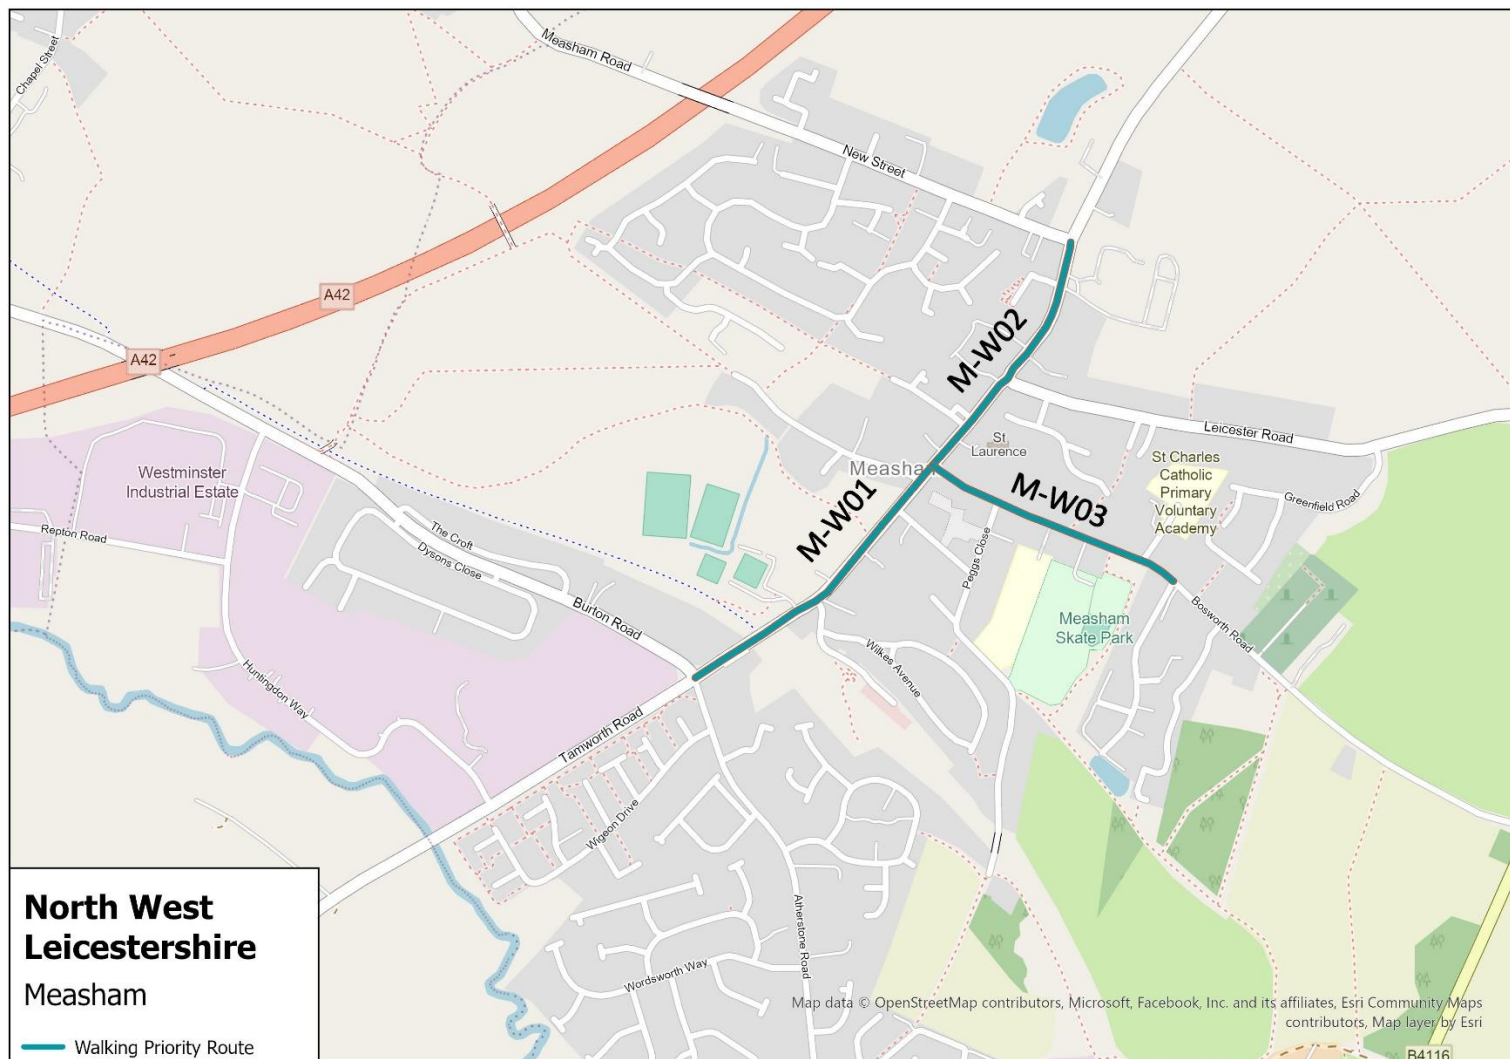 Chapel Street
Measham Road
New Street
A42
A42
M-W02
Leicester Road
St
Laurence
Measha
St Charles
Catholic
Primary
Voluntary
Academy
Greenfield Road
M-W01
M-W03
Westminster
Industrial Estate
Repton Road
The Croft
Dysons Close
Burton Road
Peggs Close
Bosworth Road
Measham
Skate Park
Wilkes Avenue
Huntingdon Way
Tamworth Road
Wigeon Drive
Atherstone Road
Wordsworth Way
North West
Leicestershire
Measham
Walking Priority Route
Map data © OpenStreetMap contributors, Microsoft, Facebook, Inc. and its affiliates, Esri Community Maps
contributors, Map layer by Esri
B4116